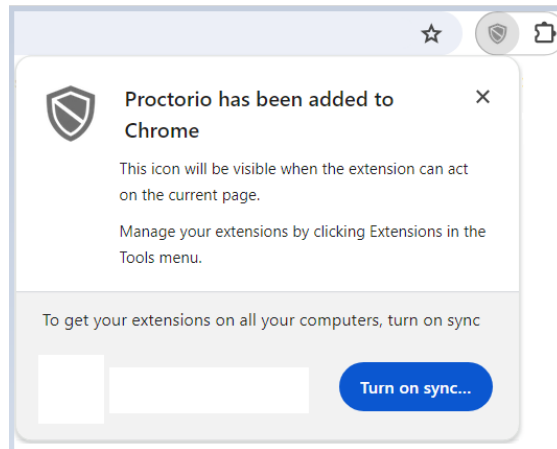 Proctorio has been added to
Chrome
This icon will be visible when the extension can act
on the current page.
Manage your extensions by clicking Extensions in the
Tools menu.
To get your extensions on all your computers, turn on sync
Turn on sync...